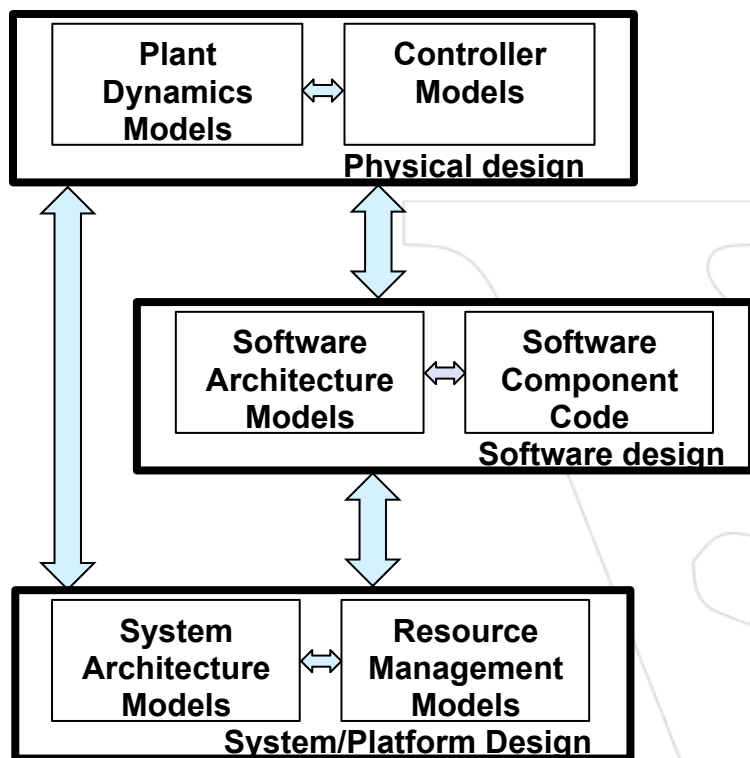 Plant
Dynamics
Models
Controller
Models
Physical design
Software
Architecture
Models
Software
Component
Code
Software design
System
Architecture
Models
Resource
Management
Models
System/Platform Design